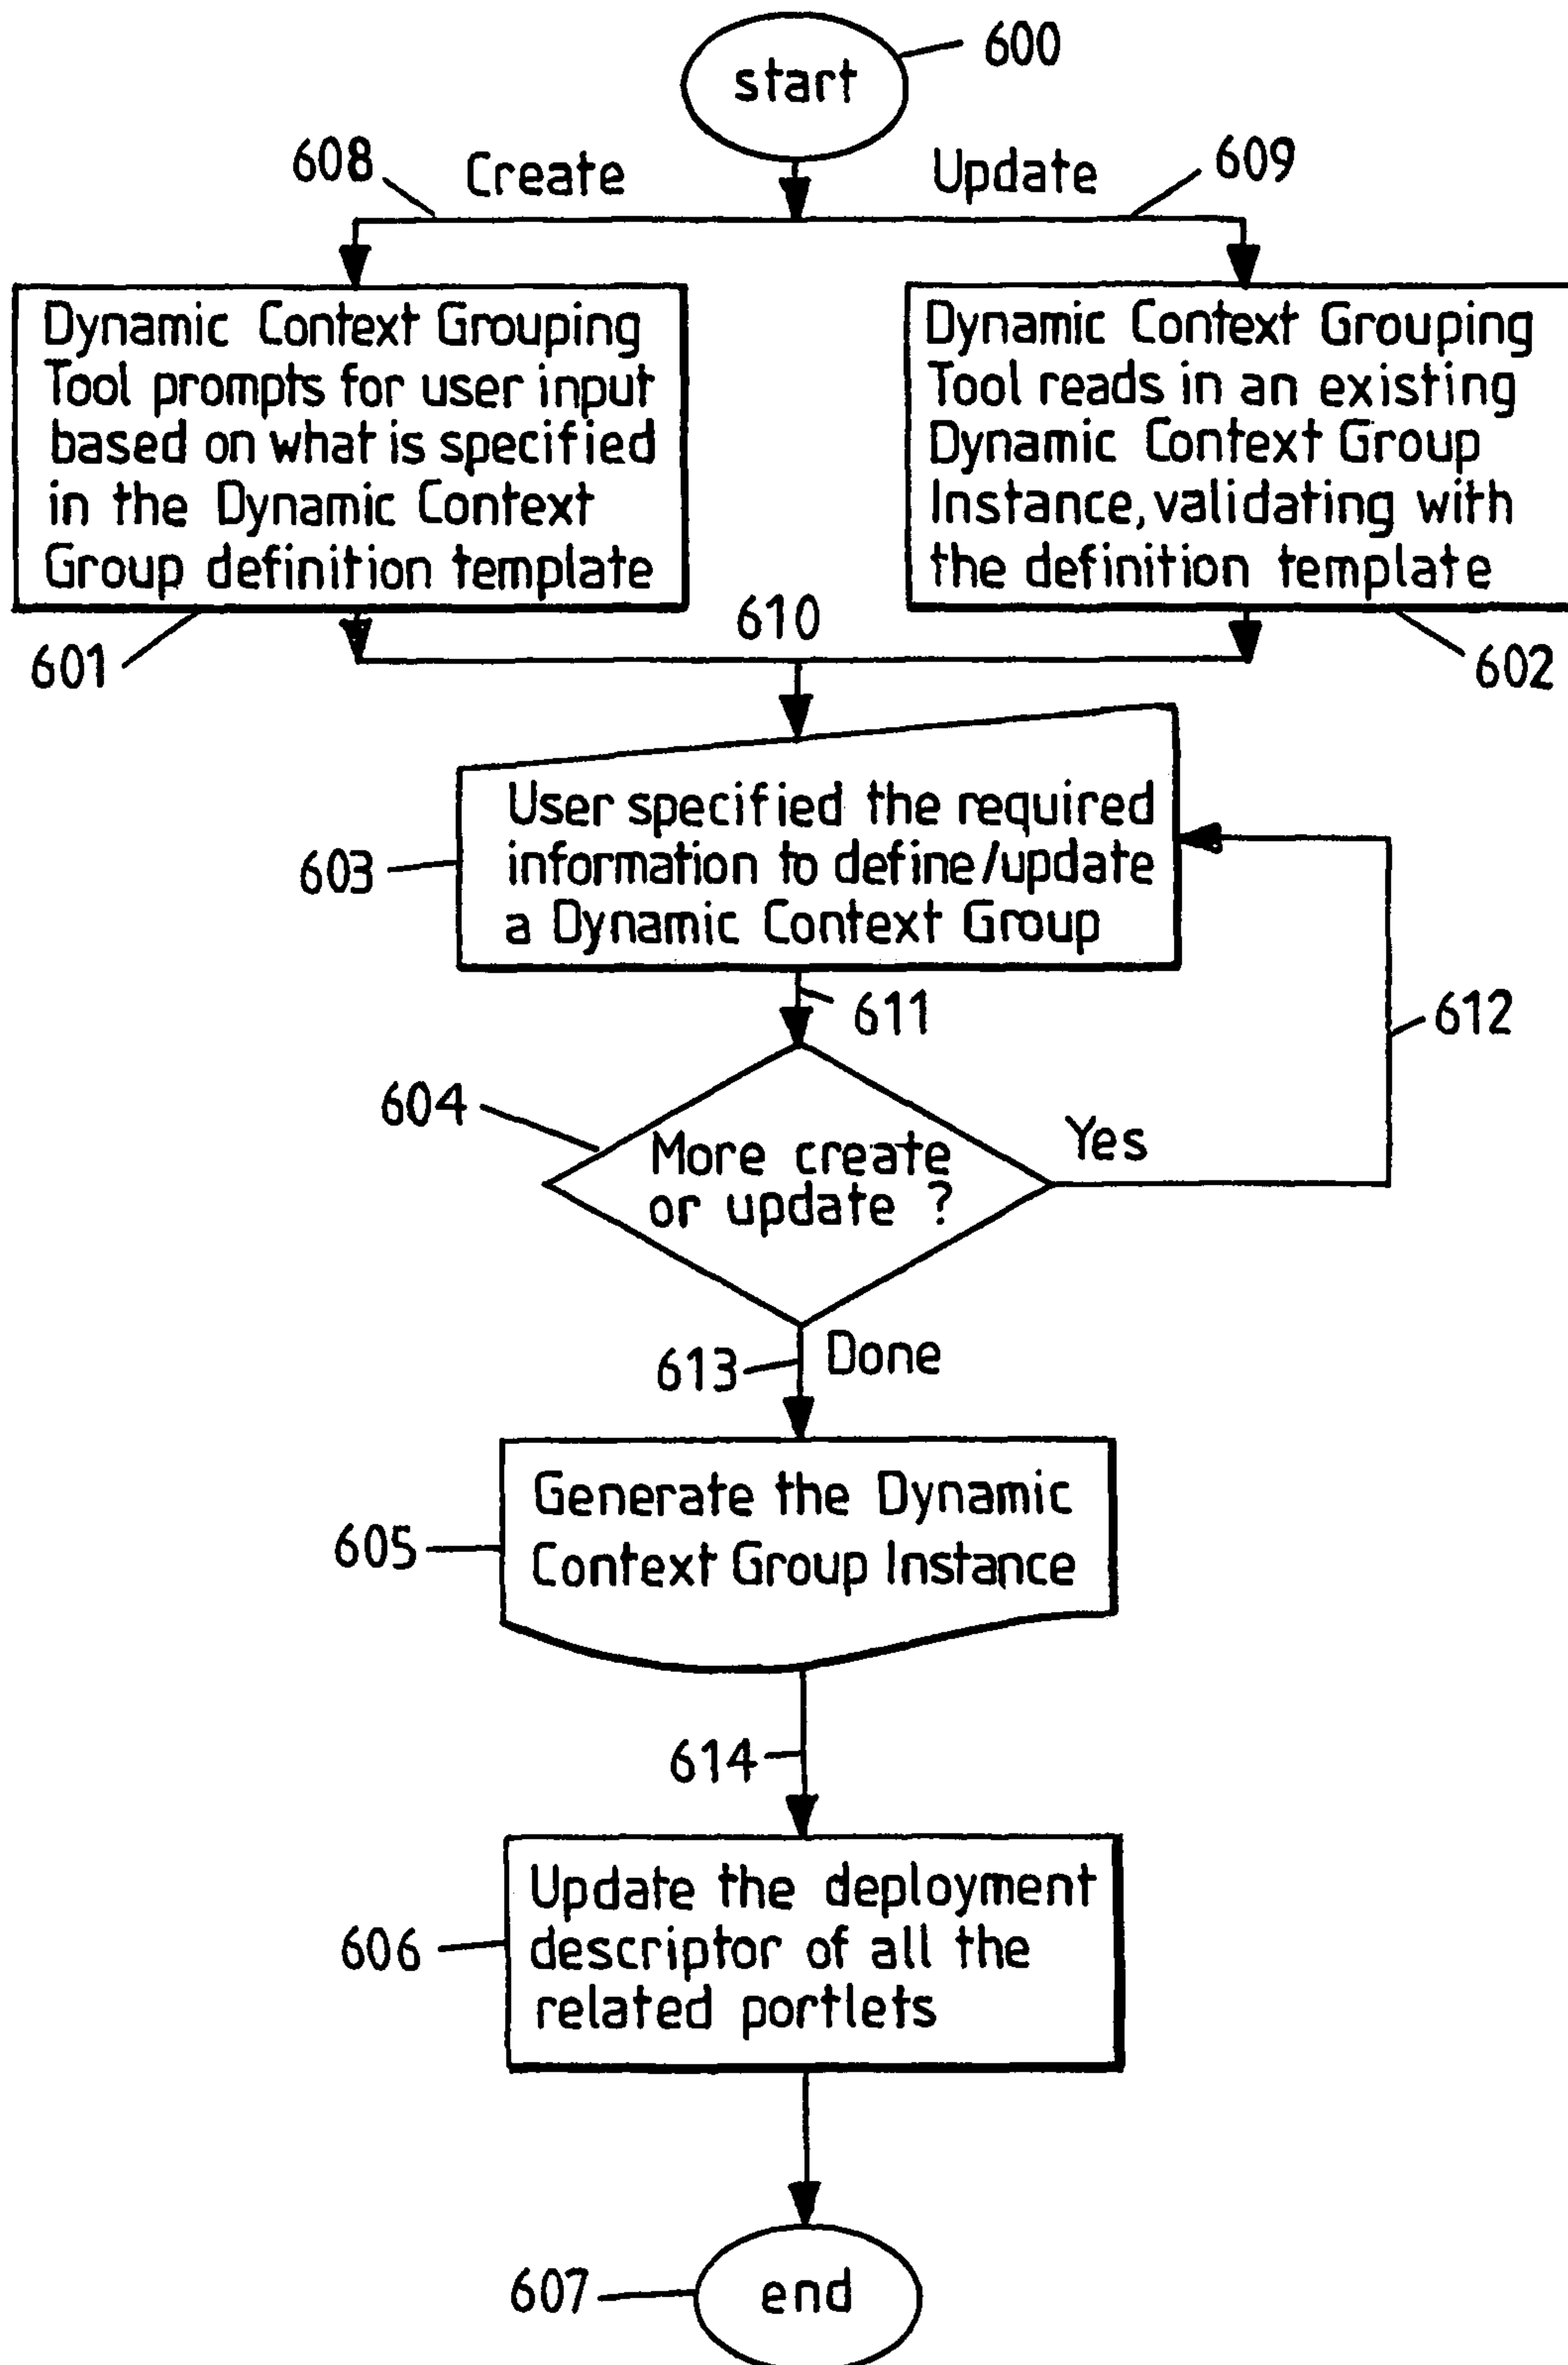 start
600
608
Create
Update
609
Dynamic Context Grouping
Tool prompts for user input
based on what is specified
in the Dynamic Context
Group definition template
Dynamic Context Grouping
Tool reads in an existing
Dynamic Context Group
Instance, validating with
the definition template
601
610
602
User specified the required
information to define/update
a Dynamic Context Group
603
611
612
604
More create
or update ?
Yes
613
Done
Generate the Dynamic
Context Group Instance
605
614
Update the deployment
descriptor of all the
related portlets
606
607
end